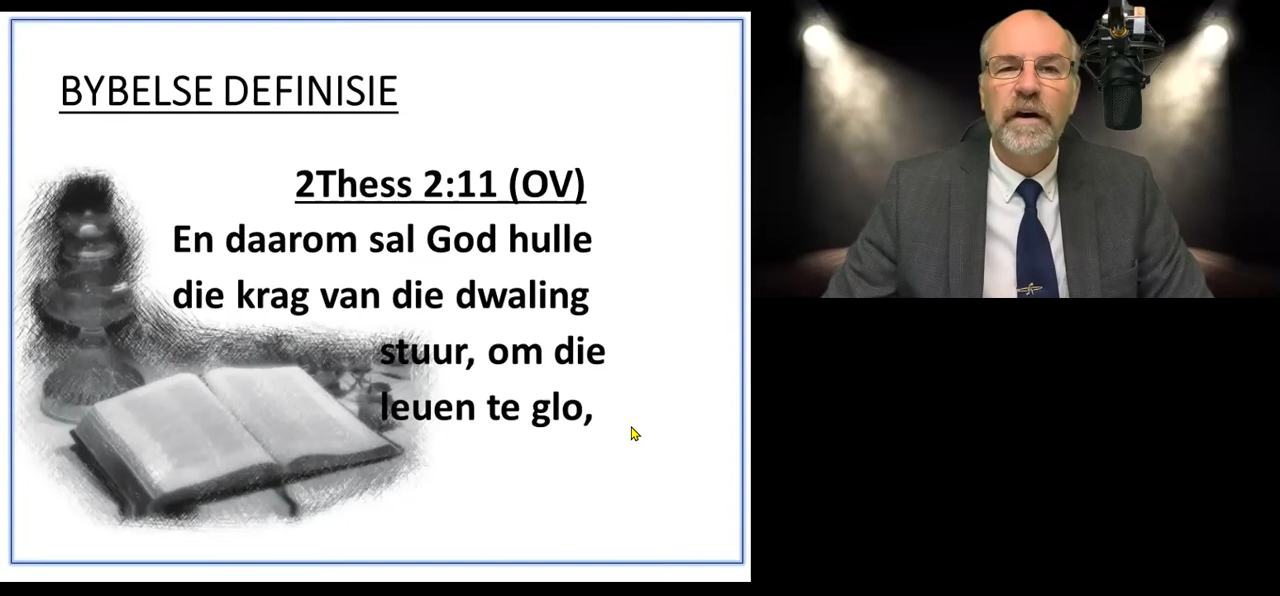 BYBELSE DEFINISIE
2Thess 2:11 (OV)
En daarom sal God hulle
die krag van die dwaling
stuur, om die
leuen te glo,